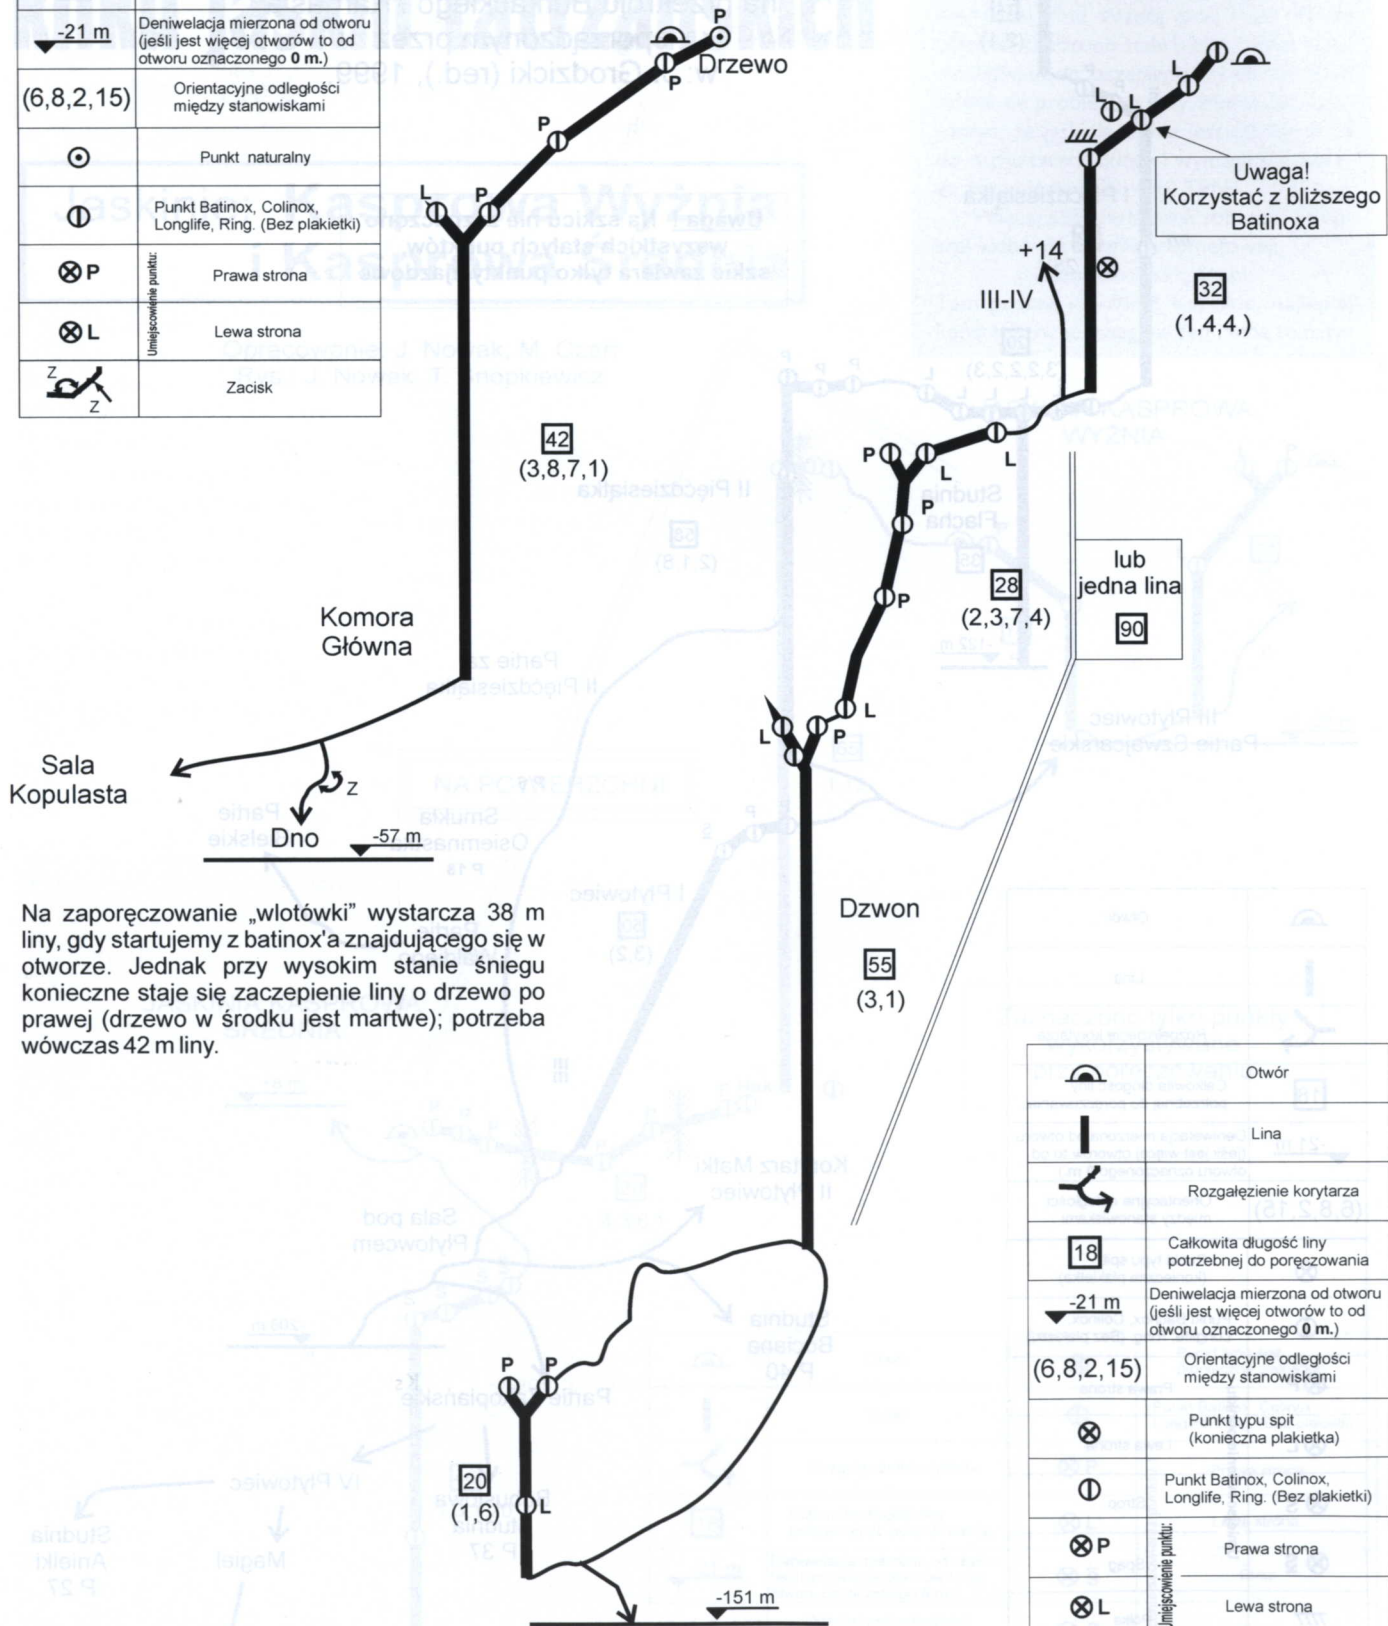 -21 m
Deniwelacja mierzona od otworu
(jeśli jest więcej otworów to od
otworu oznaczonego 0 m.)
(6,8,2,15)
Orientacyjne odległości
między stanowiskami
Punkt naturalny
Punkt Batinox, Colinox,
Longlife, Ring. (Bez plakietki)
Umiejscowienie punktu:
P
Prawa strona
L
Lewa strona
Z
Z
Zacisk
P
Drzewo
P
P
L
P
42
(3,8,7,1)
Komora
Główna
Sala
Kopulasta
Z
Dno
-57 m
Na zaporęczowanie „wlotówki” wystarcza 38 m
liny, gdy startujemy z batinox'a znajdującego się w
otworze. Jednak przy wysokim stanie śniegu
konieczne staje się zaczepienie liny o drzewo po
prawej (drzewo w środku jest martwe); potrzeba
wówczas 42 m liny.
L
L
L
Uwaga!
Korzystać z bliższego
Batinoxa
+14
III-IV
32
(1,4,4,)
P
L
L
P
P
28
(2,3,7,4)
lub
jedna lina
90
L
P
L
Dzwon
55
(3,1)
P
P
20
(1,6)
L
-151 m
Otwór
Lina
Rozgałęzienie korytarza
18
Całkowita długość liny
potrzebnej do poręczowania
-21 m
Deniwelacja mierzona od otworu
(jeśli jest więcej otworów to od
otworu oznaczonego 0 m.)
(6,8,2,15)
Orientacyjne odległości
między stanowiskami
Punkt typu spit
(konieczna plakietka)
Punkt Batinox, Colinox,
Longlife, Ring. (Bez plakietki)
Umiejscowienie punktu:
P
Prawa strona
L
Lewa strona